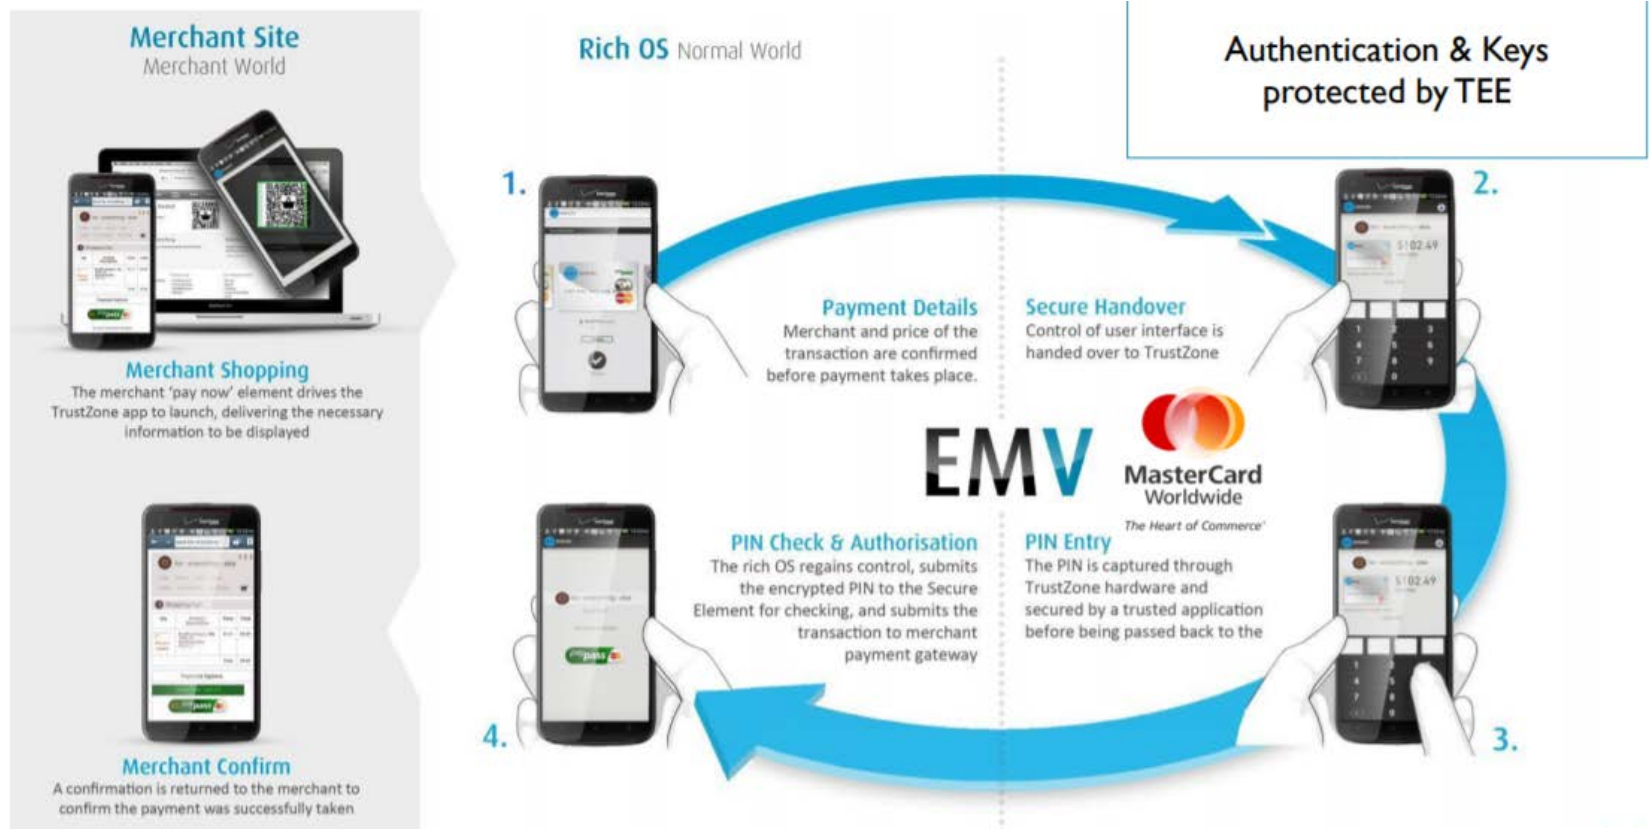 Merchant Site
Merchant World
Merchant Shopping
The merchant 'pay now' element drives the
TrustZone app to launch, delivering the necessary
information to be displayed
Merchant Confirm
A confirmation is returned to the merchant to
confirm the payment was successfully taken
Rich OS Normal World
Authentication & Keys
protected by TEE
1.
Payment Details
Merchant and price of the
transaction are confirmed
before payment takes place.
2.
$102.49
Secure Handover
Control of user interface is
handed over to TrustZone
EMV
MasterCard
Worldwide
The Heart of Commerce
3.
$102.49
PIN Entry
The PIN is captured through
TrustZone hardware and
secured by a trusted application
before being passed back to the
4.
pass
PIN Check & Authorisation
The rich OS regains control, submits
the encrypted PIN to the Secure
Element for checking, and submits the
transaction to merchant
payment gateway